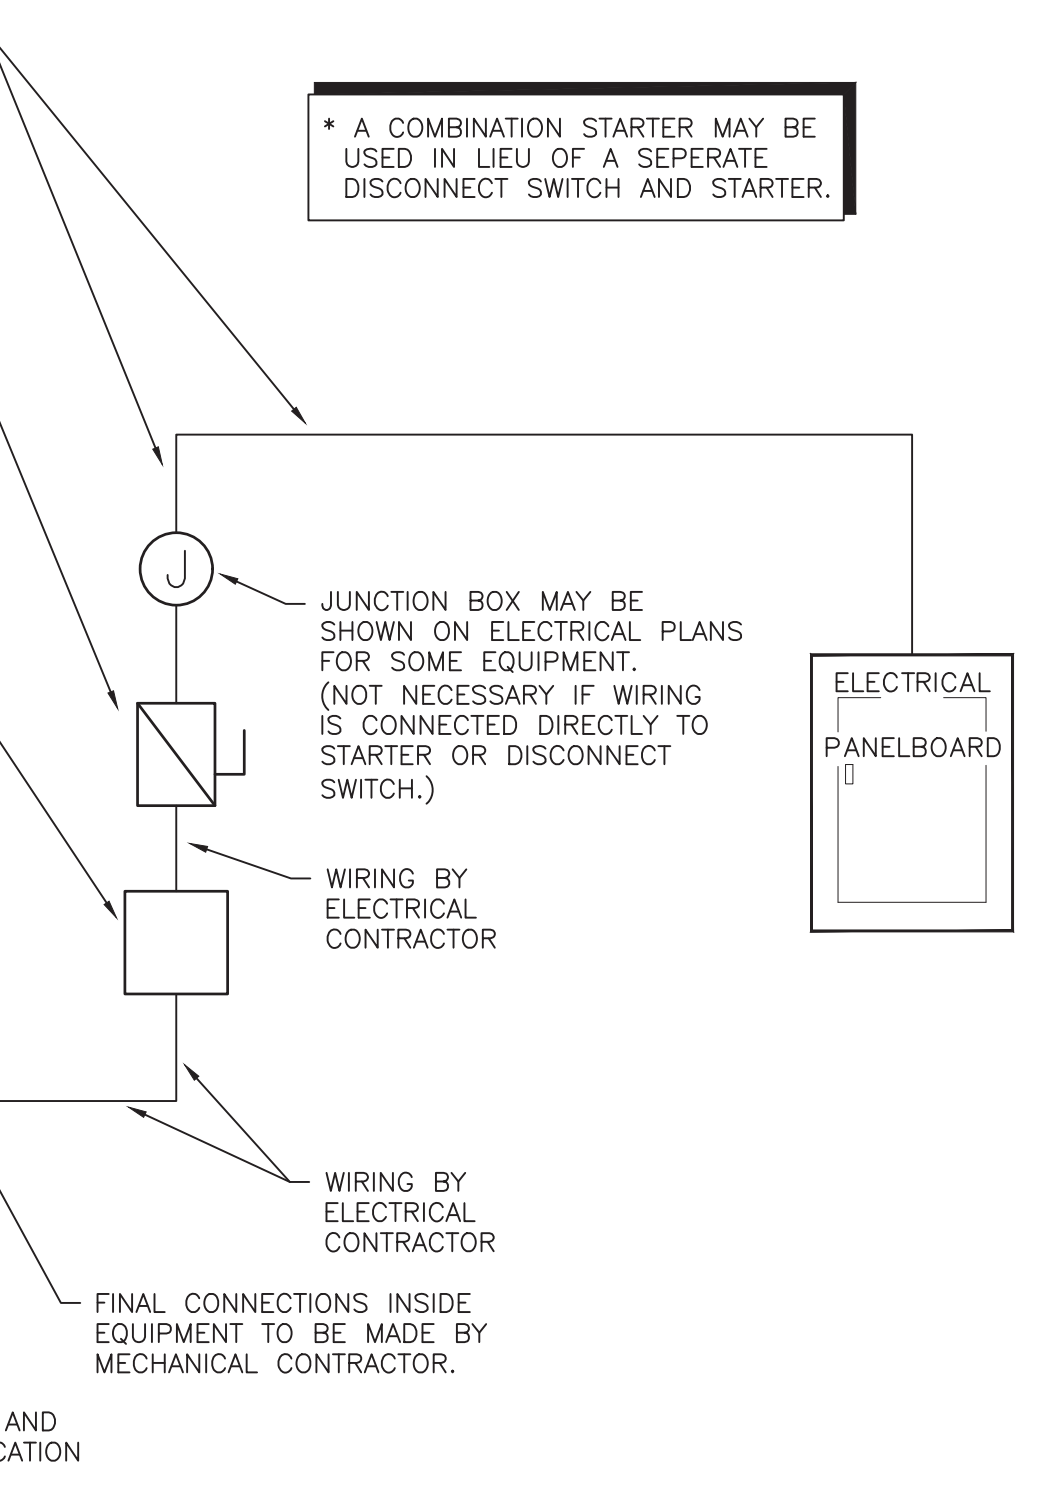 * A COMBINATION STARTER MAY BE
USED IN LIEU OF A SEPERATE
DISCONNECT SWITCH AND STARTER.
J
JUNCTION BOX MAY BE
SHOWN ON ELECTRICAL PLANS
FOR SOME EQUIPMENT.
(NOT NECESSARY IF WIRING
IS CONNECTED DIRECTLY TO
STARTER OR DISCONNECT
SWITCH.)
ELECTRICAL
PANELBOARD
WIRING BY
ELECTRICAL
CONTRACTOR
WIRING BY
ELECTRICAL
CONTRACTOR
FINAL CONNECTIONS INSIDE
EQUIPMENT TO BE MADE BY
MECHANICAL CONTRACTOR.
AND
CATION